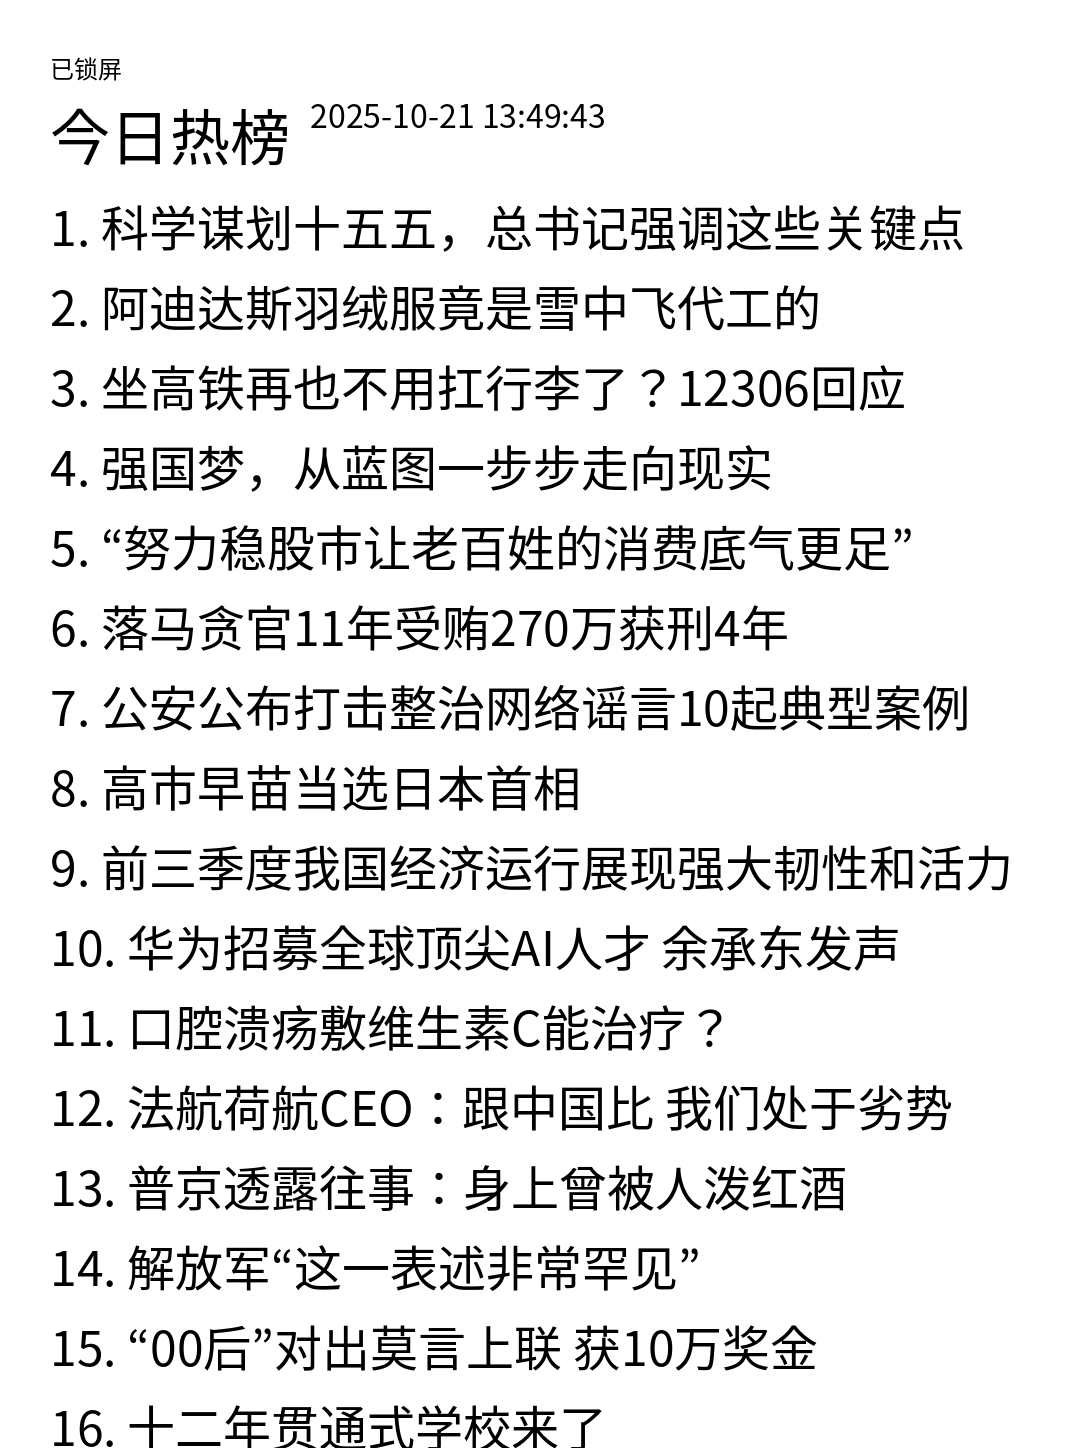 已锁屏
今日热榜 2025-10-21 13:49:43
1. 科学谋划十五五，总书记强调这些关键点
2. 阿迪达斯羽绒服竟是雪中飞代工的
3. 坐高铁再也不用扛行李了？12306回应
4. 强国梦，从蓝图一步步走向现实
5. “努力稳股市让老百姓的消费底气更足”
6. 落马贪官11年受贿270万获刑4年
7. 公安公布打击整治网络谣言10起典型案例
8. 高市早苗当选日本首相
9. 前三季度我国经济运行展现强大韧性和活力
10. 华为招募全球顶尖AI人才 余承东发声
11. 口腔溃疡敷维生素C能治疗？
12. 法航荷航CEO：跟中国比 我们处于劣势
13. 普京透露往事：身上曾被人泼红酒
14. 解放军“这一表述非常罕见”
15. “00后”对出莫言上联 获10万奖金
16. 十二年贯通式学校来了